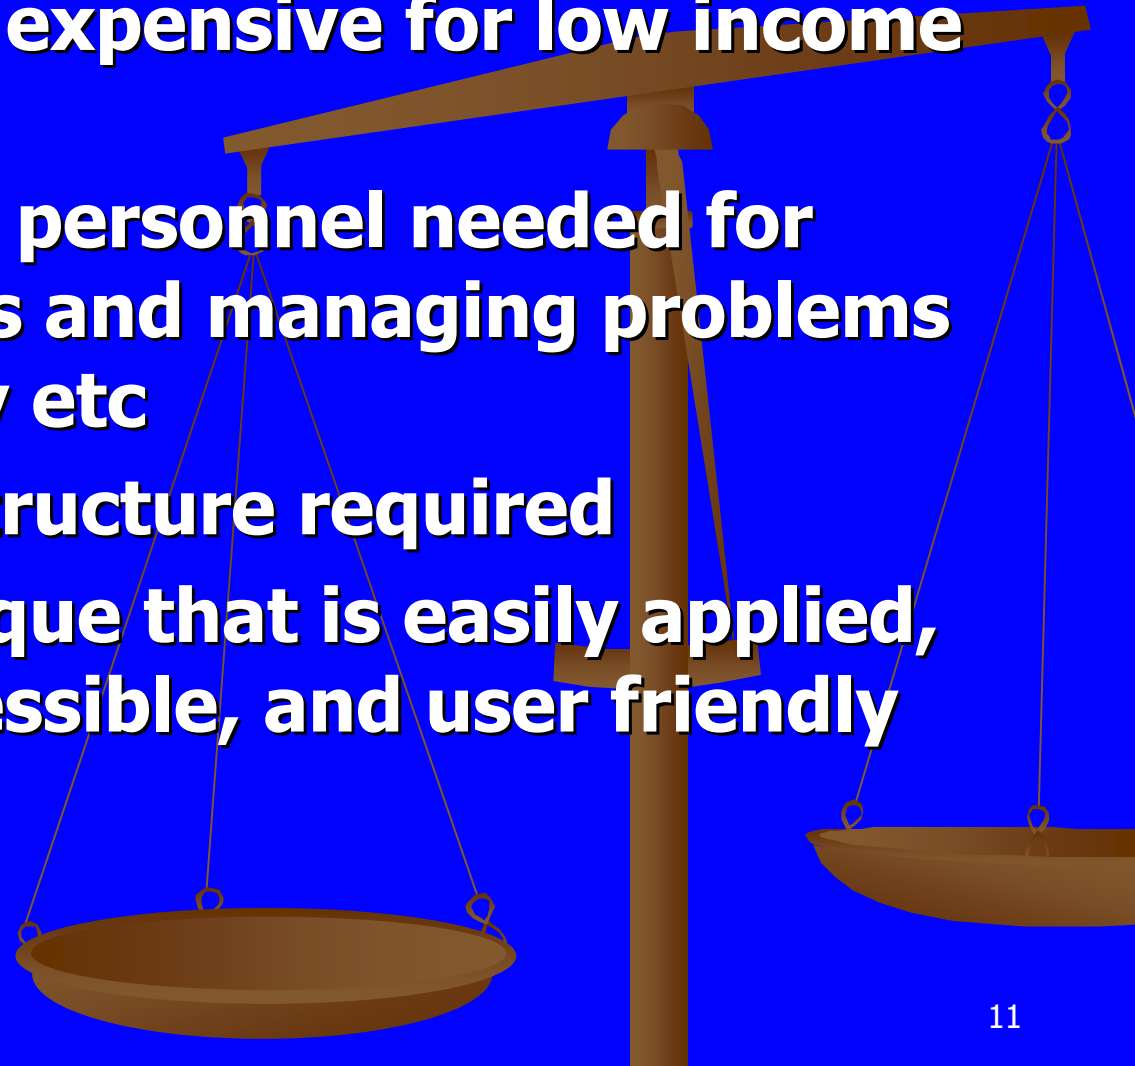 expensive for low income
personnel needed for
s and managing problems
y etc
tructure required
que that is easily applied,
essible, and user friendly
11